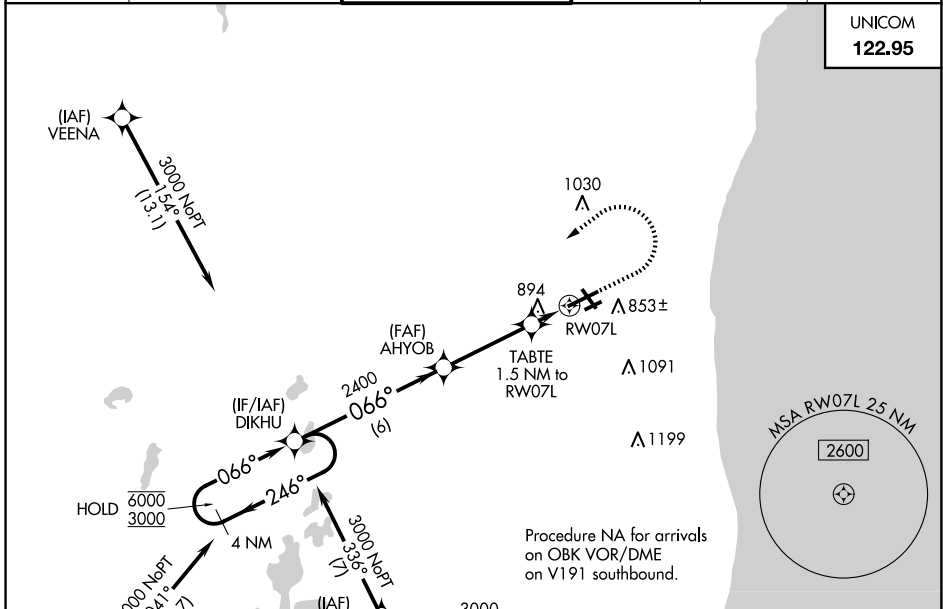 UNICOM
122.95
(IAF)
VEENA
3000 NoPT
154°
(13.1)
1030
894
853±
RW07L
(FAF)
AHYOB
TABTE
1.5 NM to
RW07L
1091
2400
066°
(6)
(IF/IAF)
DIKHU
1199
MSA RW07L 25 NM
2600
066°
246°
HOLD
6000
3000
4 NM
3000 NoPT
336°
(7)
Procedure NA for arrivals
on OBK VOR/DME
on V191 southbound.
NoPT
(IAF)
3000